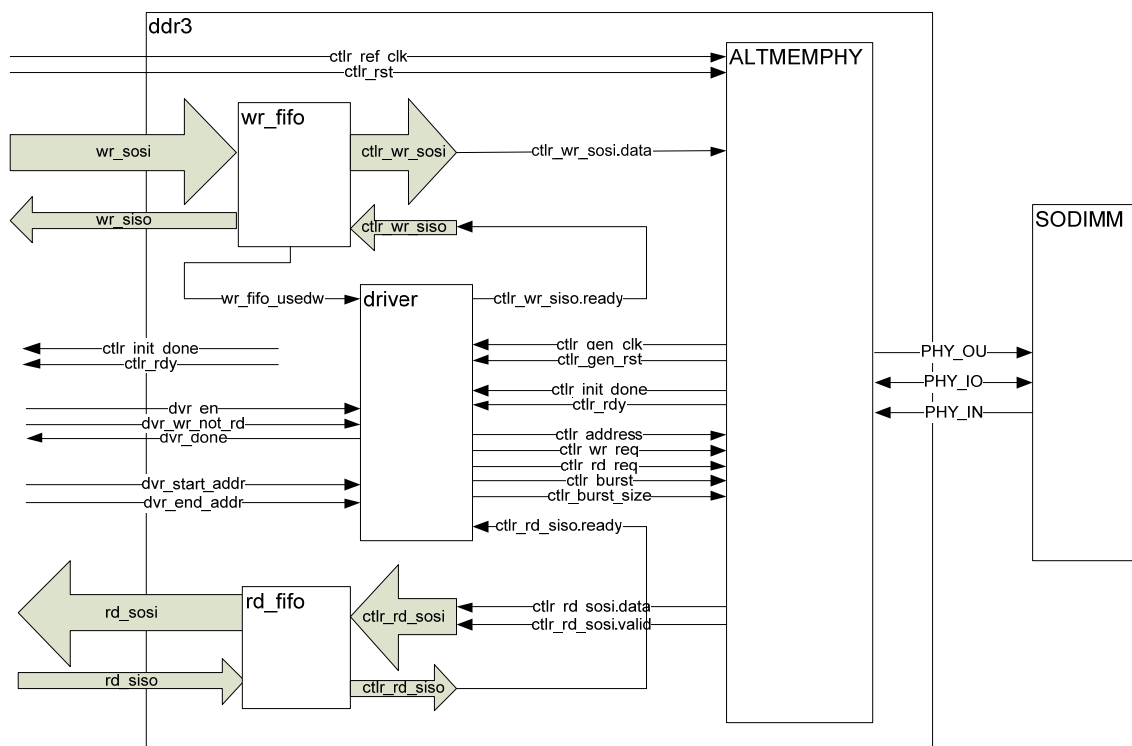 ddr3
ctlr_ref_clk
ctlr_rst
ALTMEMPHY
wr_fifo
wr_sosi
ctlr_wr_sosi
ctlr_wr_sosi.data
wr_siso
ctlr_wr_siso
SODIMM
wr_fifo_usedw
driver
ctlr_wr_siso.ready
ctlr_init_done
ctlr_rdy
ctlr_gen_clk
ctlr_gen_rst
PHY_OU
PHY_IO
PHY_IN
ctlr_init_done
ctlr_rdy
dvr_en
dvr_wr_not_rd
dvr_done
ctlr_address
ctlr_wr_req
ctlr_rd_req
ctlr_burst
ctlr_burst_size
dvr_start_addr
dvr_end_addr
ctlr_rd_siso.ready
rd_fifo
rd_sosi
ctlr_rd_sosi
ctlr_rd_sosi.data
ctlr_rd_sosi.valid
rd_siso
ctlr_rd_siso